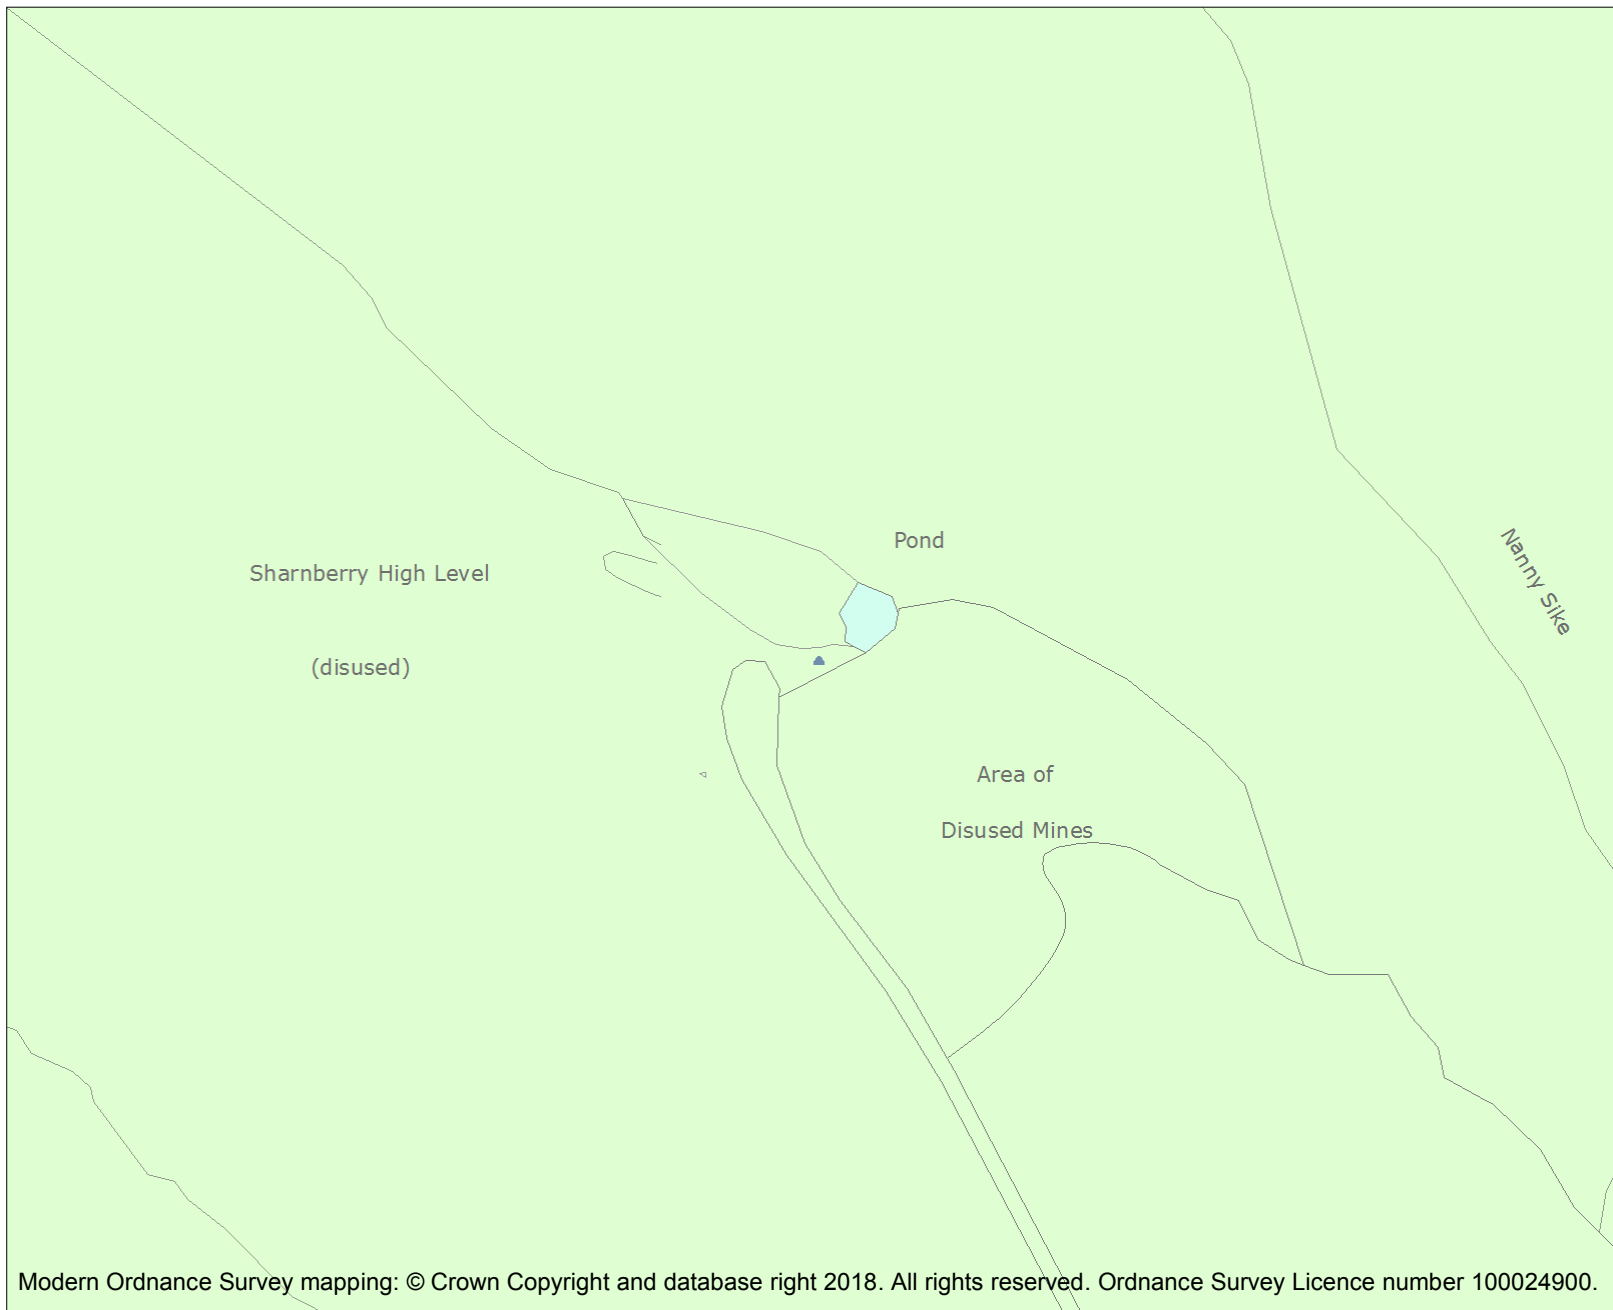 Pond
Nanny Sike
Sharnberry High Level
(disused)
Area of
Disused Mines
Modern Ordnance Survey mapping: © Crown Copyright and database right 2018. All rights reserved. Ordnance Survey Licence number 100024900.